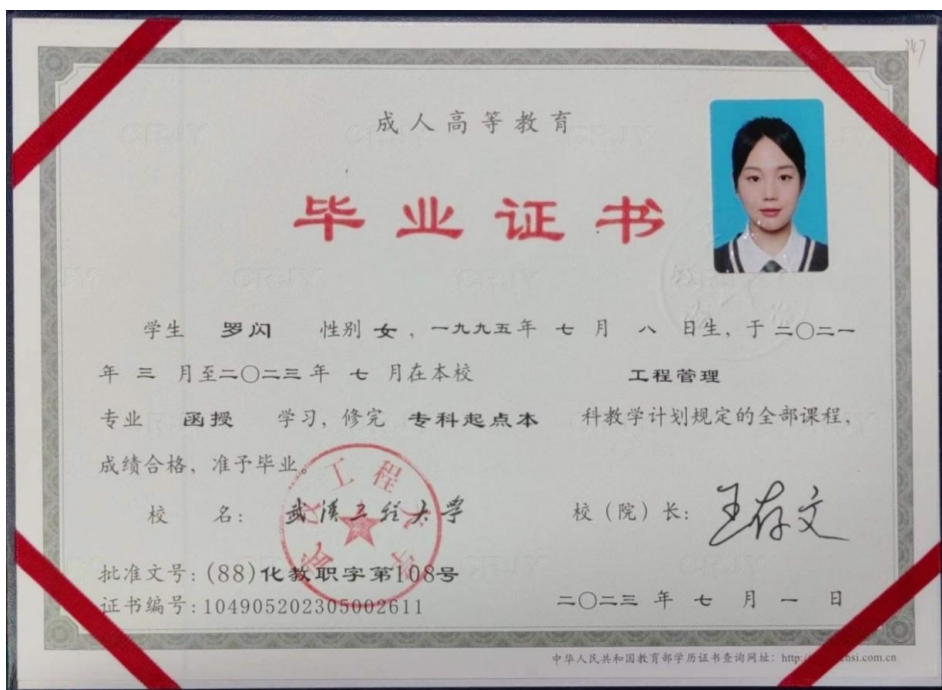 成人高等教育
毕业证书
学生 罗闪 性别 女，一九九五年 七 月 八 日生，于二〇二一
年 三 月至二〇二三年 七 月在本校 工程管理
专业 函授 学习，修完 专科起点本 科教学计划规定的全部课程，
成绩合格，准予毕业。
校 名：武汉工程大学 校（院）长：王存文
批准文号：(88)化教职字第108号
证书编号：104905202305002611 二〇二三 年 七 月 一 日
中华人民共和国教育部学历证书查询网址：http